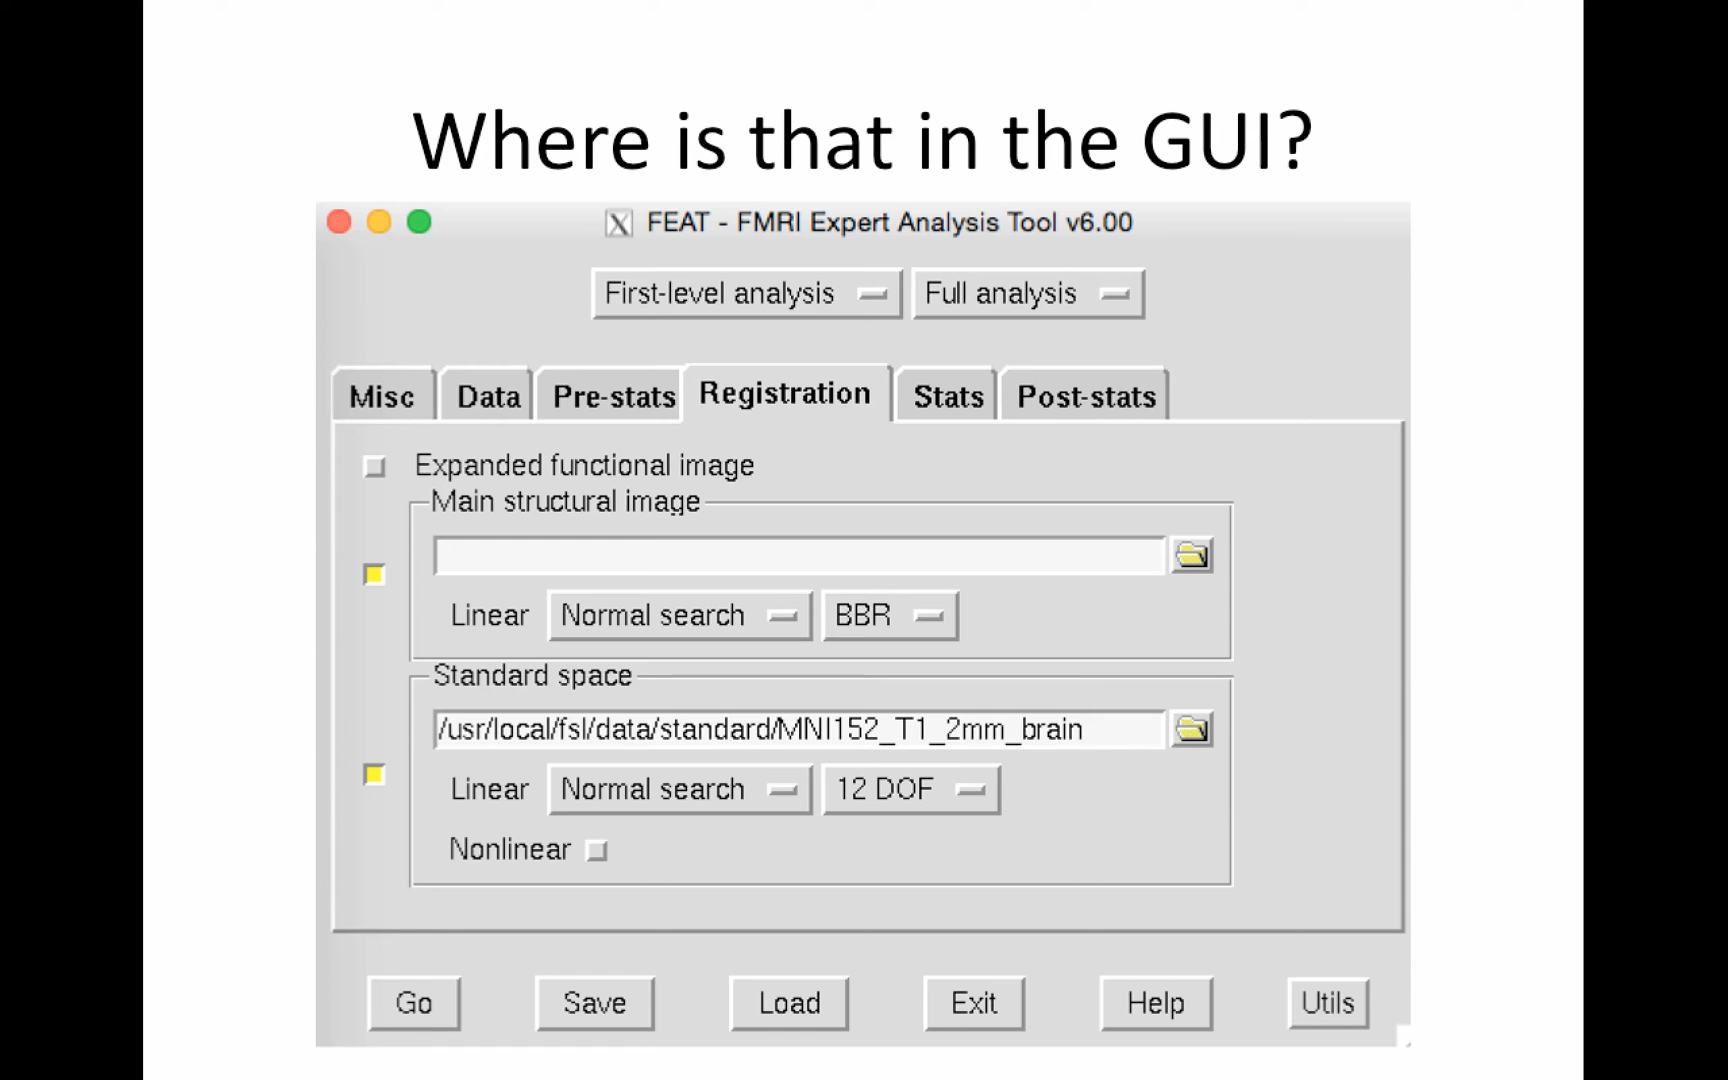 Where is that in the GUI?
X FEAT - FMRI Expert Analysis Tool v6.00
First-level analysis Full analysis
Misc Data Pre-stats Registration Stats Post-stats
Expanded functional image
Main structural image
Linear Normal search BBR
Standard space
/usr/local/fsl/data/standard/MNI152_T1_2mm_brain
Linear Normal search 12 DOF
Nonlinear
Go Save Load Exit Help Utils